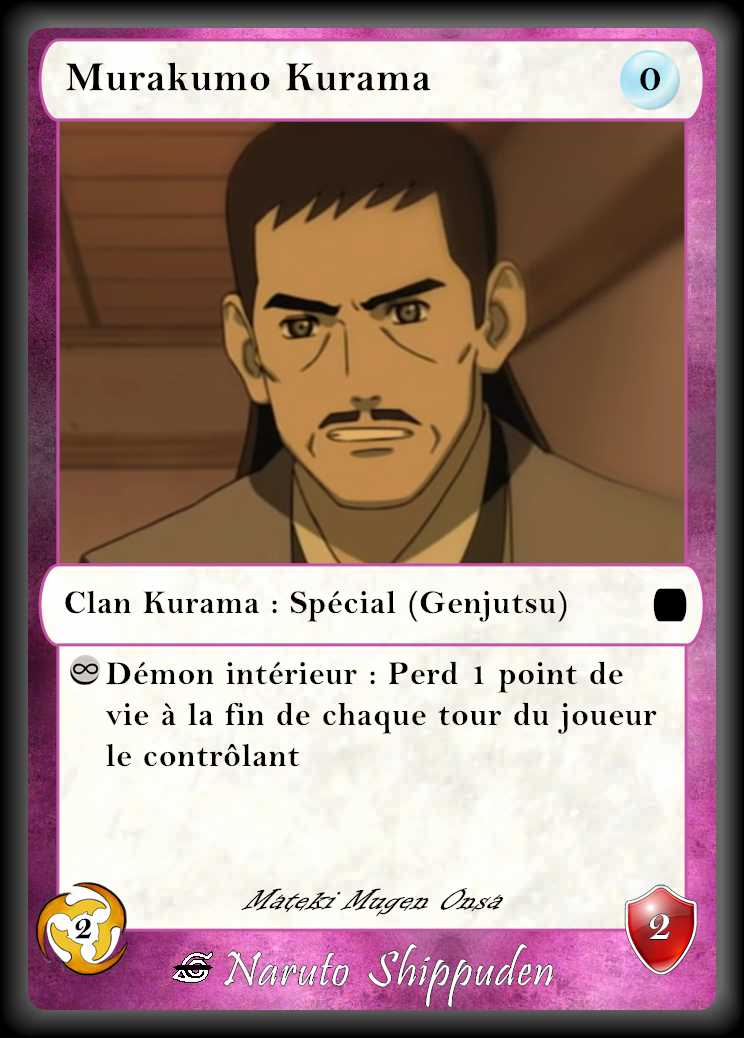 Murakumo Kurama
0
Clan Kurama : Spécial (Genjutsu)
Démon intérieur : Perd 1 point de
vie à la fin de chaque tour du joueur
le contrôlant
Mateki Mugen Onsa
2
2
Naruto Shippuden